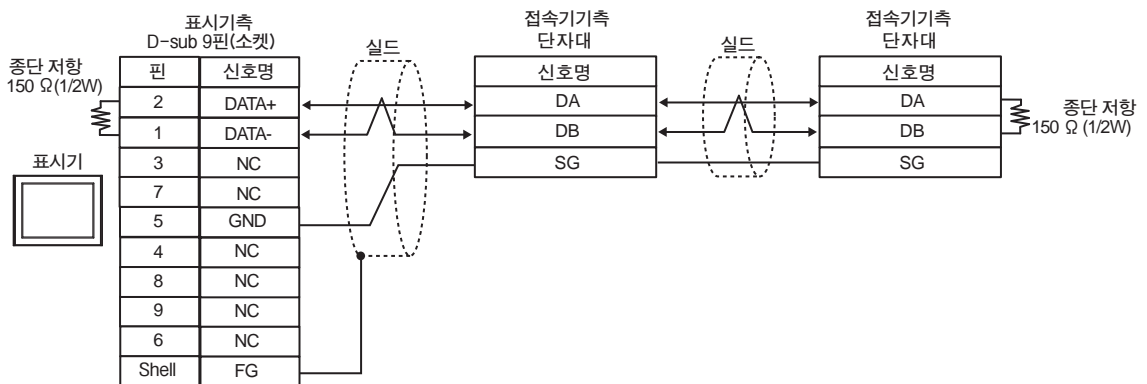 표시기측
D-sub 9핀(소켓)
종단 저항
150 Ω(1/2W)
표시기
핀 신호명
2 DATA+
1 DATA-
3 NC
7 NC
5 GND
4 NC
8 NC
9 NC
6 NC
Shell FG
실드
접속기기측
단자대
신호명
DA
DB
SG
실드
접속기기측
단자대
신호명
DA
DB
SG
종단 저항
150 Ω (1/2W)